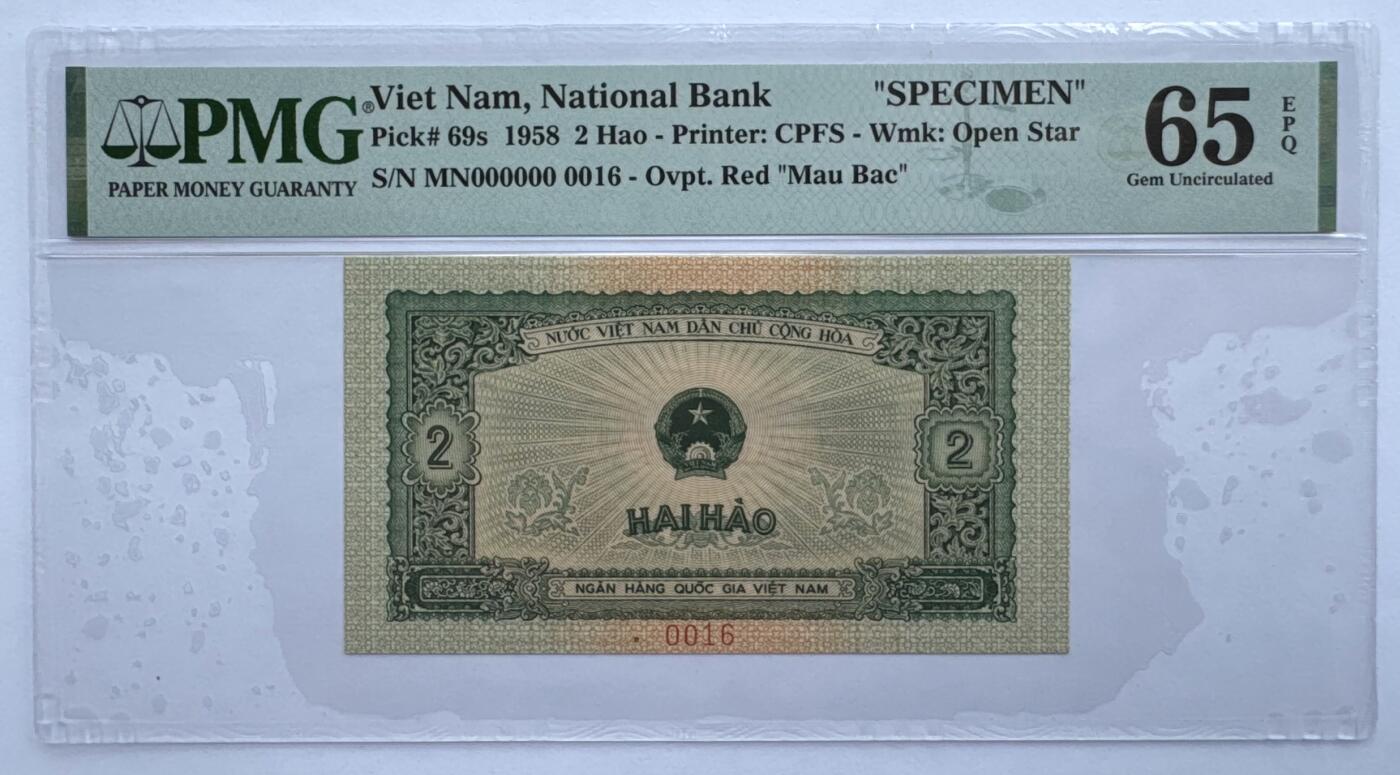 PMG®
PAPER MONEY GUARANTY
Viet Nam, National Bank "SPECIMEN"
Pick# 69s 1958 2 Hao - Printer: CPFS - Wmk: Open Star
S/N MN000000 0016 - Ovpt. Red "Mau Bac"
65 EPQ
Gem Uncirculated
NƯỚC VIỆT NAM DÂN CHỦ CỘNG HÒA
2 2
HAI HÀO
NGÂN HÀNG QUỐC GIA VIỆT NAM
0016